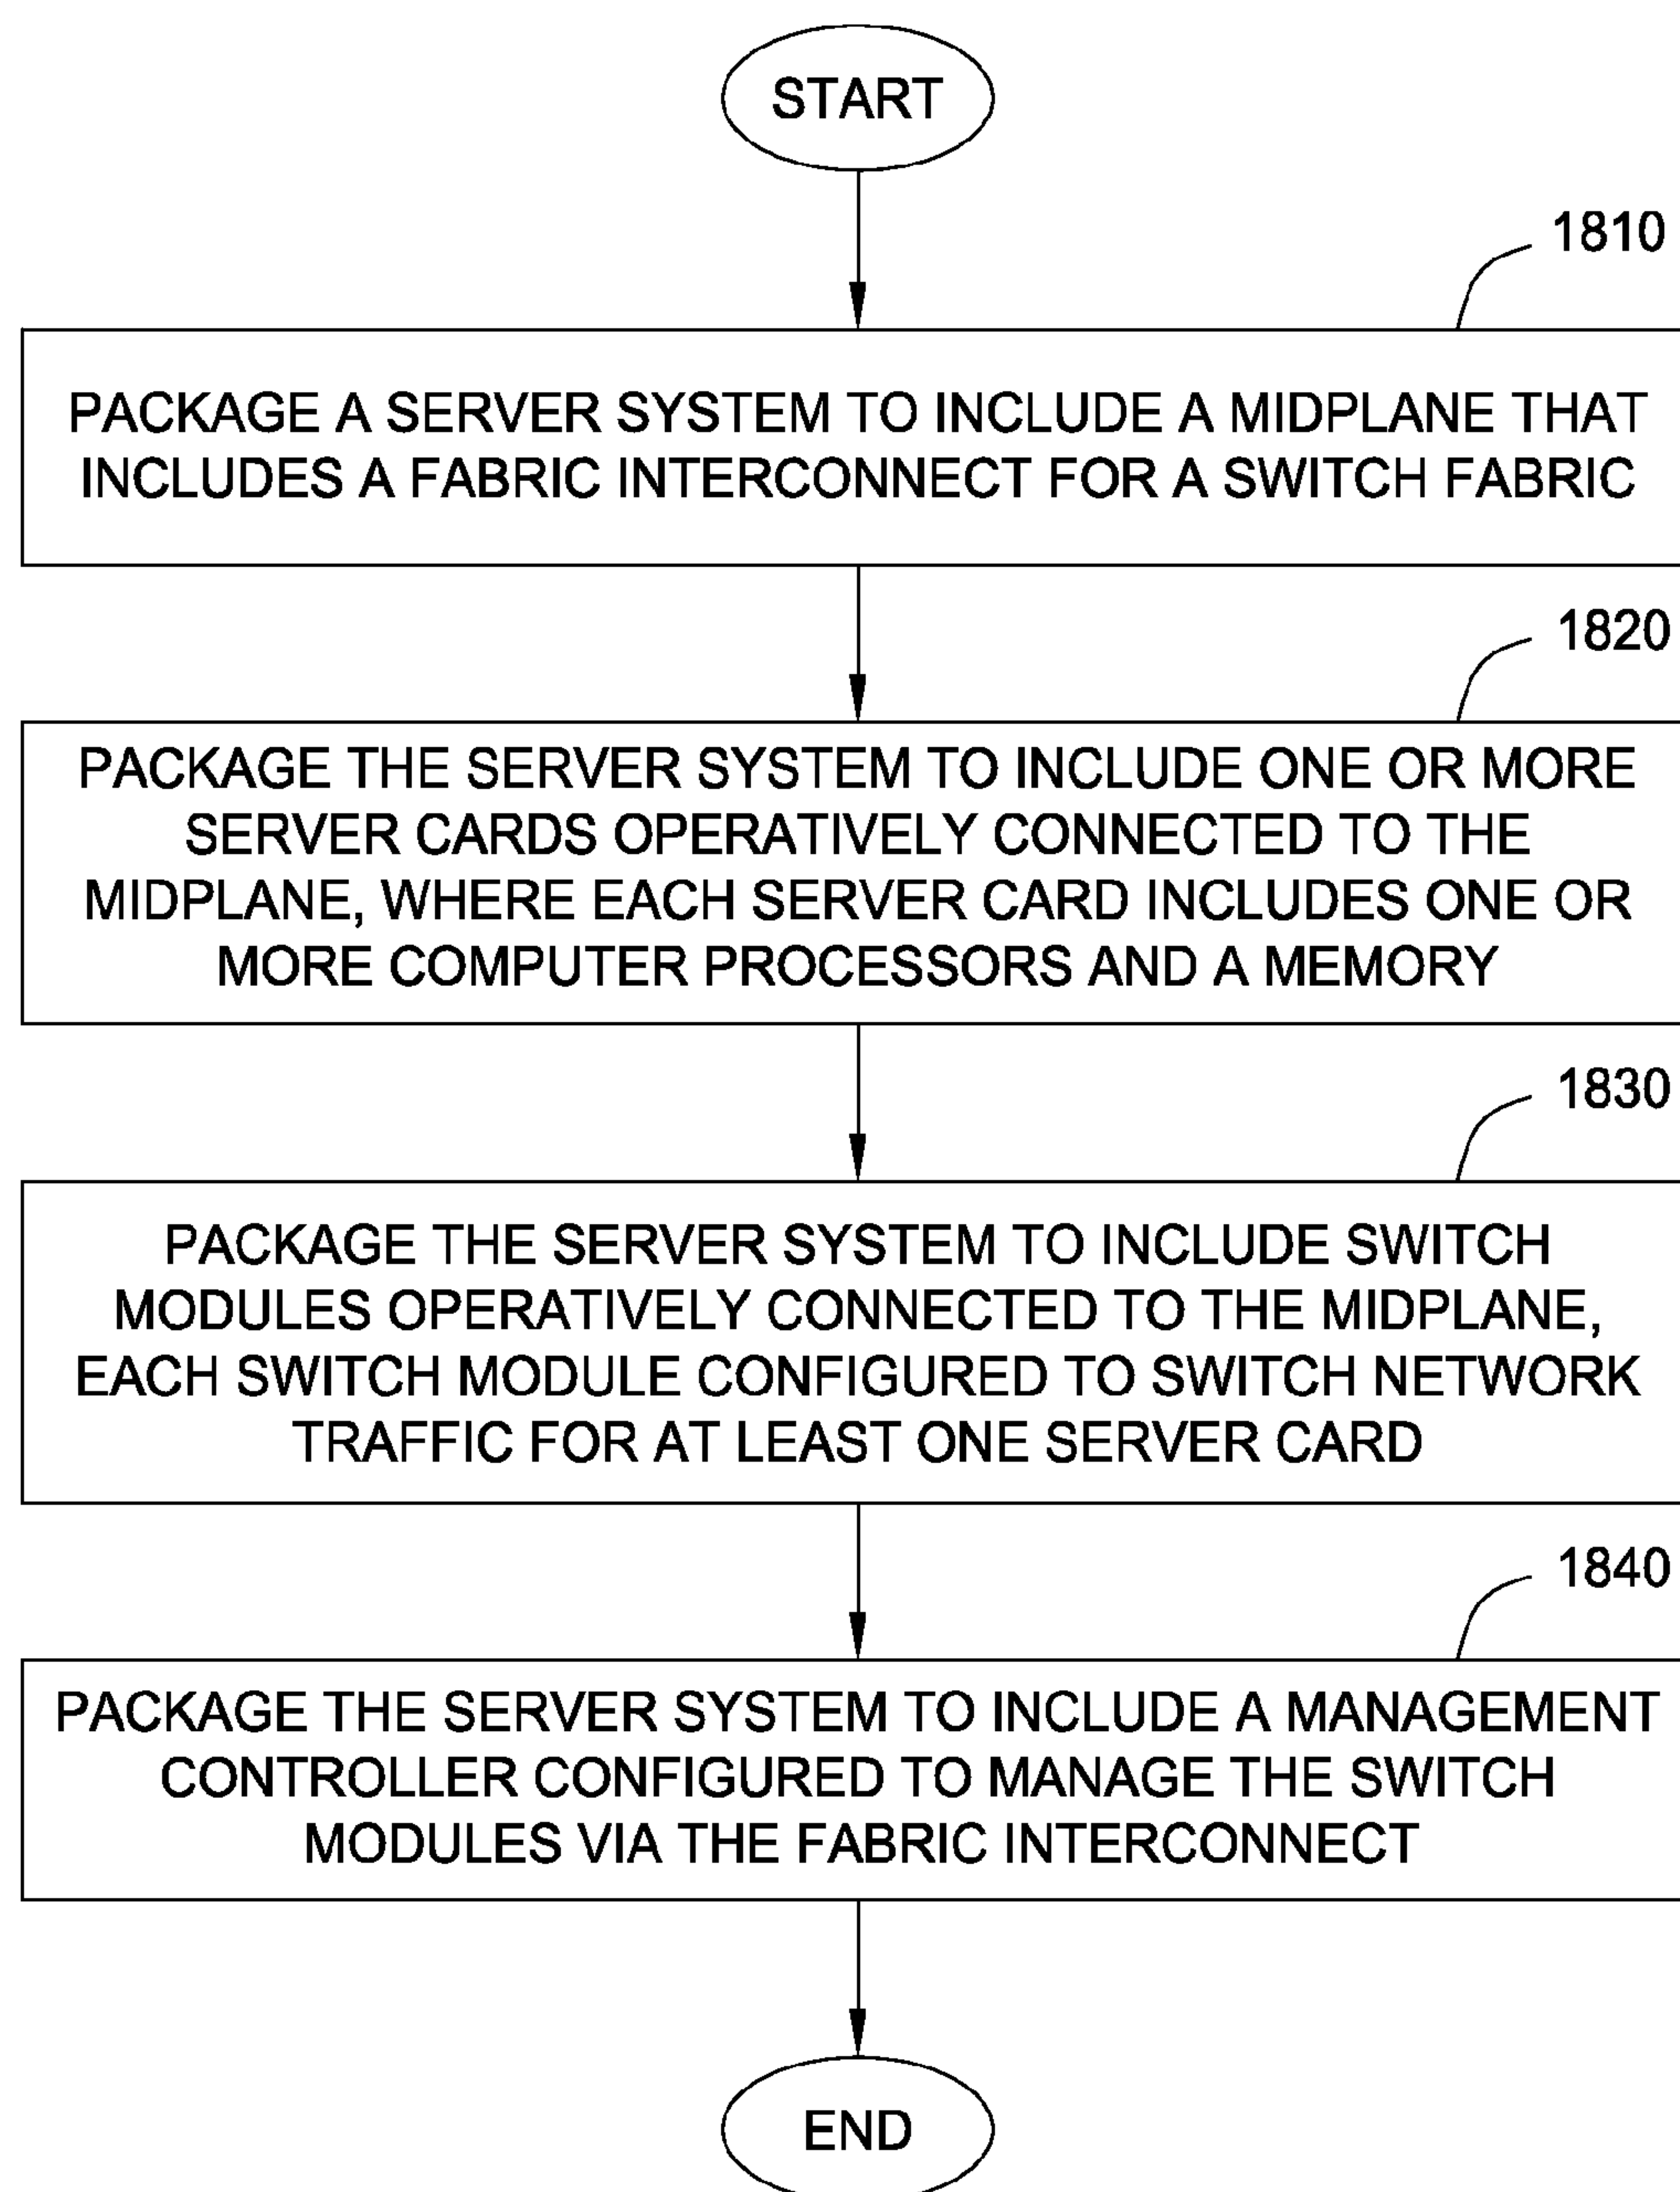 START
1810
PACKAGE A SERVER SYSTEM TO INCLUDE A MIDPLANE THAT
INCLUDES A FABRIC INTERCONNECT FOR A SWITCH FABRIC
1820
PACKAGE THE SERVER SYSTEM TO INCLUDE ONE OR MORE
SERVER CARDS OPERATIVELY CONNECTED TO THE
MIDPLANE, WHERE EACH SERVER CARD INCLUDES ONE OR
MORE COMPUTER PROCESSORS AND A MEMORY
1830
PACKAGE THE SERVER SYSTEM TO INCLUDE SWITCH
MODULES OPERATIVELY CONNECTED TO THE MIDPLANE,
EACH SWITCH MODULE CONFIGURED TO SWITCH NETWORK
TRAFFIC FOR AT LEAST ONE SERVER CARD
1840
PACKAGE THE SERVER SYSTEM TO INCLUDE A MANAGEMENT
CONTROLLER CONFIGURED TO MANAGE THE SWITCH
MODULES VIA THE FABRIC INTERCONNECT
END